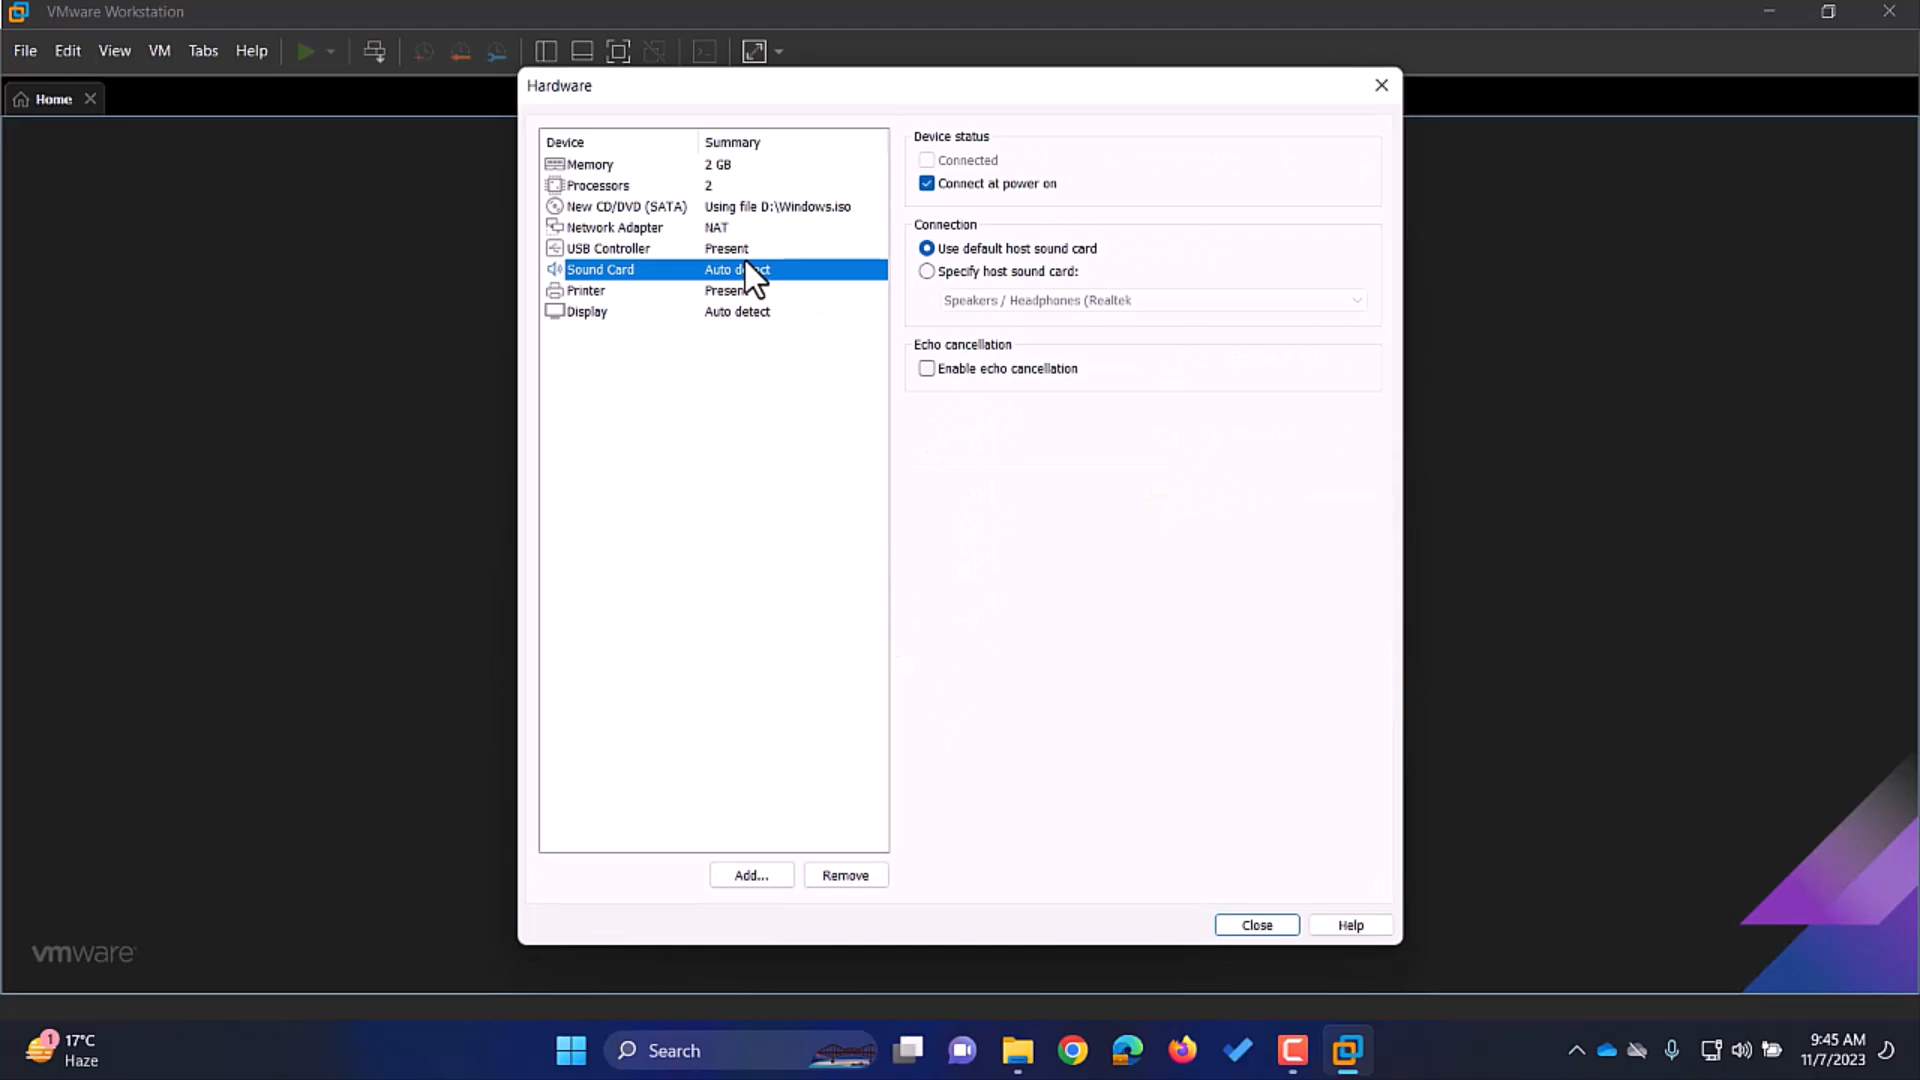 VMware Workstation
File Edit View VM Tabs Help
Home
Hardware
Device Summary
Memory 2 GB
Processors 2
New CD/DVD (SATA) Using file D:\Windows.iso
Network Adapter NAT
USB Controller Present
Sound Card Auto detect
Printer Present
Display Auto detect
Add... Remove
Device status
Connected
Connect at power on
Connection
Use default host sound card
Specify host sound card:
Speakers / Headphones (Realtek
Echo cancellation
Enable echo cancellation
Close Help
vmware
1
17°C
Haze
Search
9:45 AM
11/7/2023